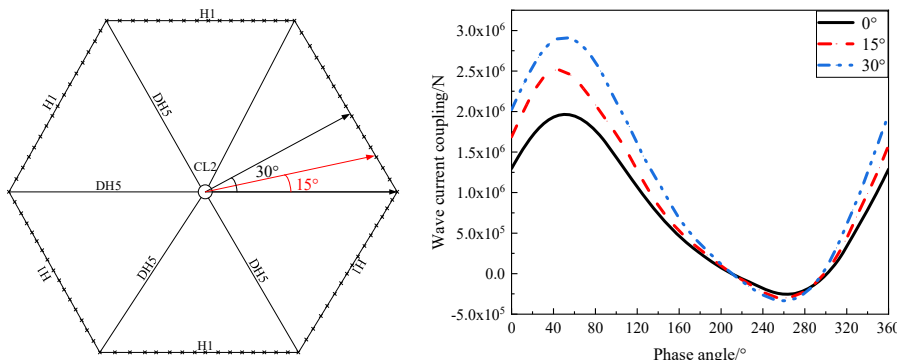 H1
H1
DH5
CL2
30°
DH5
15°
H1
DH5
DH5
H1
H1
Wave current coupling/N
3.0x10⁶
2.5x10⁶
2.0x10⁶
1.5x10⁶
1.0x10⁶
5.0x10⁵
0.0
-5.0x10⁵
0°
15°
30°
0 40 80 120 160 200 240 280 320 360
Phase angle/°